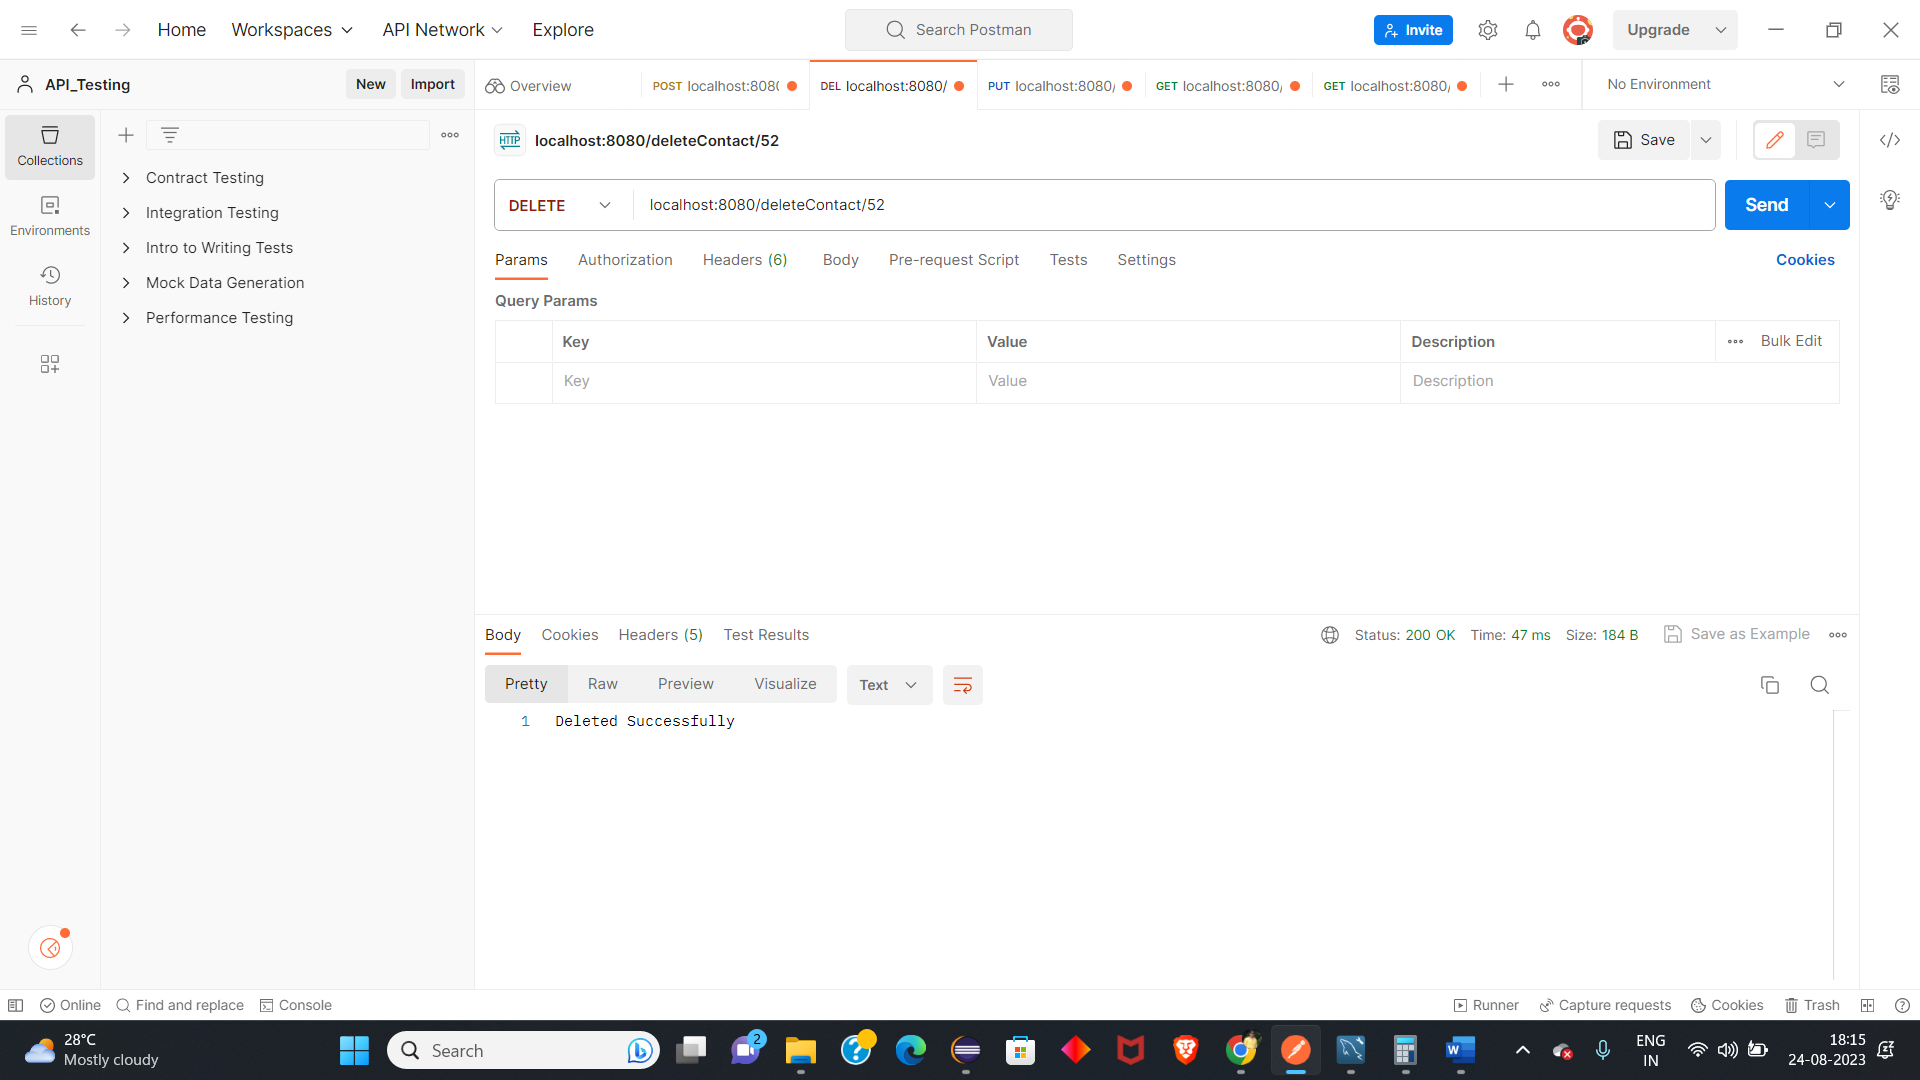 Home Workspaces API Network Explore Search Postman Invite Upgrade
API_Testing New Import Overview POST localhost:8080/ DEL localhost:8080/ PUT localhost:8080/ GET localhost:8080/ GET localhost:8080/ No Environment
Collections
Environments
History
Contract Testing
Integration Testing
Intro to Writing Tests
Mock Data Generation
Performance Testing
HTTP localhost:8080/deleteContact/52 Save
DELETE localhost:8080/deleteContact/52 Send
Params Authorization Headers (6) Body Pre-request Script Tests Settings Cookies
Query Params
Key Value Description Bulk Edit
Key Value Description
Body Cookies Headers (5) Test Results Status: 200 OK Time: 47 ms Size: 184 B Save as Example
Pretty Raw Preview Visualize Text
1 Deleted Successfully
Online Find and replace Console Runner Capture requests Cookies Trash
28°C
Mostly cloudy
Search
2
W
ENG
IN
18:15
24-08-2023